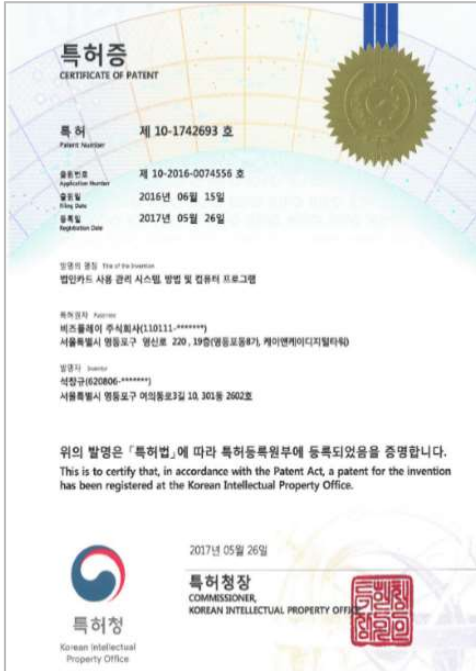 특허증
CERTIFICATE OF PATENT
특 허 제 10-1742693 호
Patent Number
출원번호 제 10-2016-0074556 호
Application Number
출원일 2016년 06월 15일
Filing Date
등록일 2017년 05월 26일
Registration Date
발명의 명칭 Title of the Invention
법인카드 사용 관리 시스템, 방법 및 컴퓨터 프로그램
특허권자 Patentee
비즈플레이 주식회사(110111-*******)
서울특별시 영등포구 영신로 220 , 19층(영등포동8가, 케이앤케이디지털타워)
발명자 Inventor
석창규(620806-*******)
서울특별시 영등포구 여의동로3길 10, 301동 2602호
위의 발명은 「특허법」에 따라 특허등록원부에 등록되었음을 증명합니다.
This is to certify that, in accordance with the Patent Act, a patent for the invention
has been registered at the Korean Intellectual Property Office.
2017년 05월 26일
특허청장
COMMISSIONER,
KOREAN INTELLECTUAL PROPERTY OFFICE
특허청
Korean Intellectual
Property Office